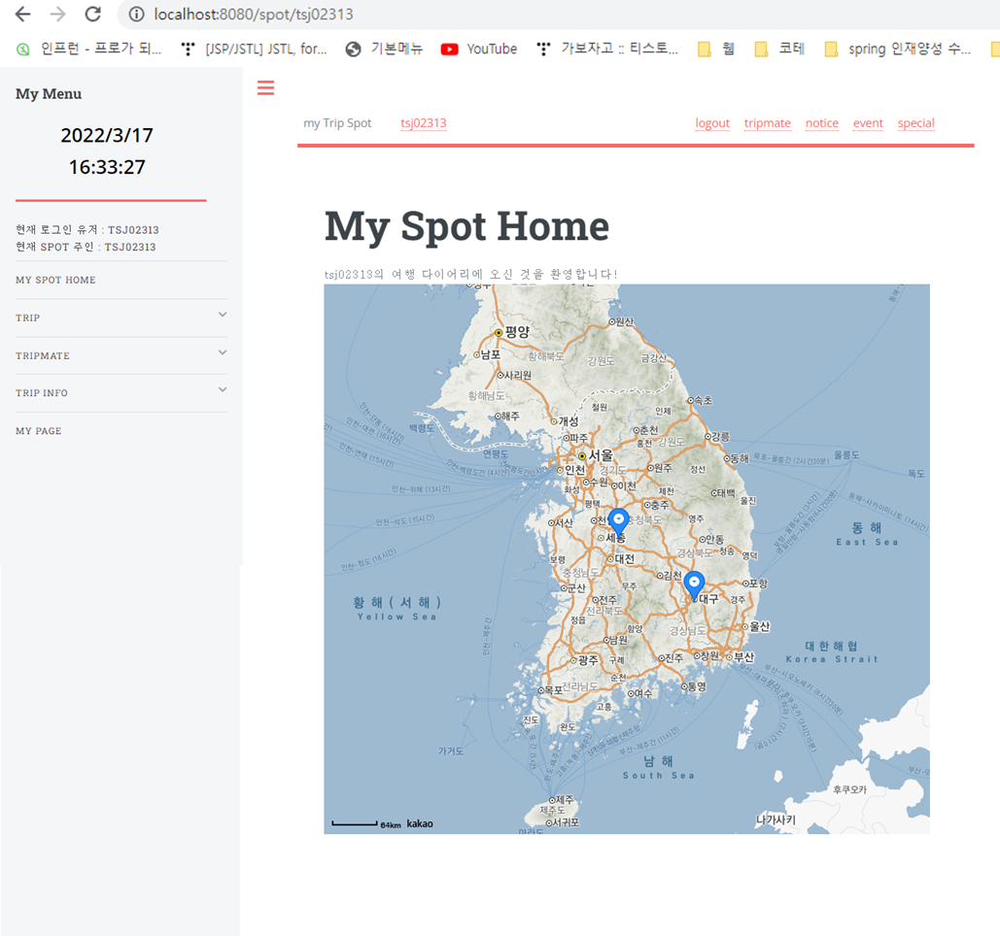 localhost:8080/spot/tsj02313
인프런 - 프로가 되... [JSP/JSTL] JSTL, for... 기본메뉴 YouTube 가보자고 :: 티스토... 웹 코테 spring 인재양성 수...
My Menu
2022/3/17
16:33:27
현재 로그인 유저 : TSJ02313
현재 SPOT 주인 : TSJ02313
MY SPOT HOME
TRIP
TRIPMATE
TRIP INFO
MY PAGE
my Trip Spot tsj02313 logout tripmate notice event special
My Spot Home
tsj02313의 여행 다이어리에 오신 것을 환영합니다!
원산
평양
남포
황해북도
강원도
금강산
사리원
황해남도
철원
인제
속초
해주
개성
백령도
파주
춘천
강릉
홍천
강원도
연평도
서울
동해
울릉도
인천
경기도
원주
정선
독도
화성
수원
이천
제천
태백
울진
평택
충주
서산
충청북도
영주
동해
East Sea
세종
안동
청송
영덕
보령
대전
경상북도
충청남도
김천
군산
무주
포항
황해(서해)
Yellow Sea
전주
대구
경주
전라북도
정읍
함양
경상남도
울산
남원
대한해협
Korea Strait
광주
구례
진주
창원
부산
순천
목포
전라남도
여수
통영
고흥
진도
완도
가거도
남해
South Sea
제주
제주도
서귀포
마라도
후쿠오카
나가사키
64km kakao